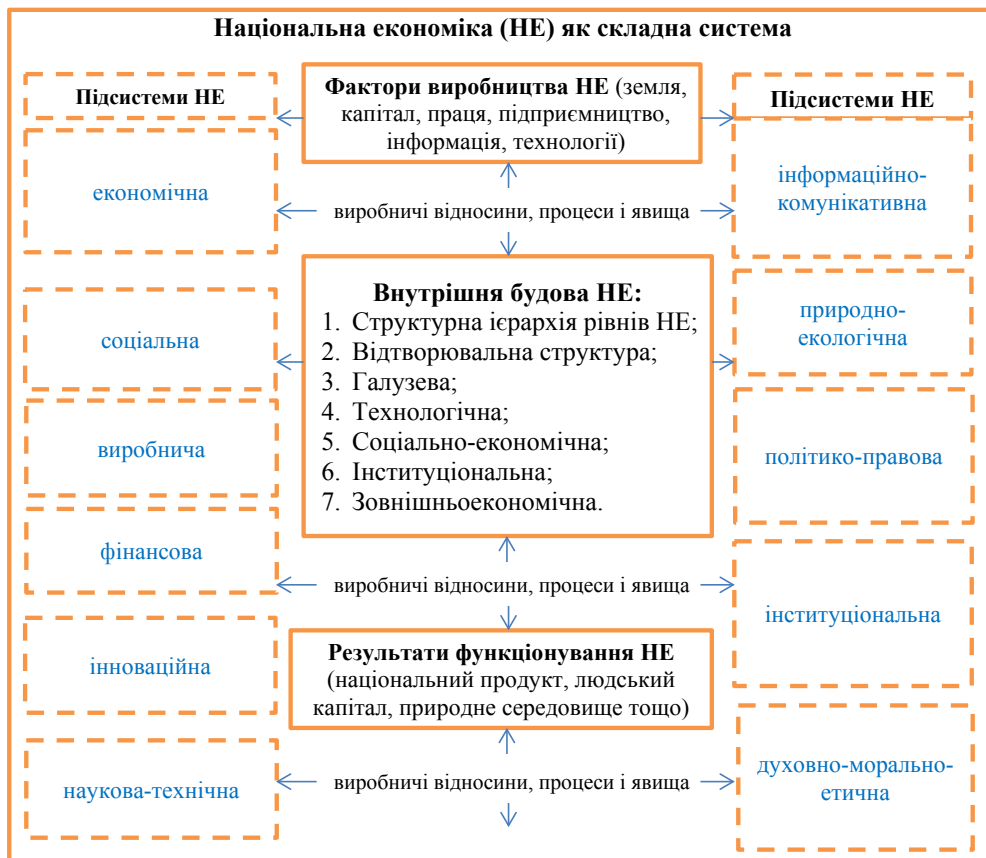 Національна економіка (НЕ) як складна система
Підсистеми НЕ
економічна
соціальна
виробнича
фінансова
інноваційна
наукова-технічна
Фактори виробництва НЕ (земля,
капітал, праця, підприємництво,
інформація, технології)
виробничі відносини, процеси і явища
Внутрішня будова НЕ:
1. Структурна ієрархія рівнів НЕ;
2. Відтворювальна структура;
3. Галузева;
4. Технологічна;
5. Соціально-економічна;
6. Інституціональна;
7. Зовнішньоекономічна.
виробничі відносини, процеси і явища
Результати функціонування НЕ
(національний продукт, людський
капітал, природне середовище тощо)
виробничі відносини, процеси і явища
Підсистеми НЕ
інформаційно-
комунікативна
природно-
екологічна
політико-правова
інституціональна
духовно-морально-
етична